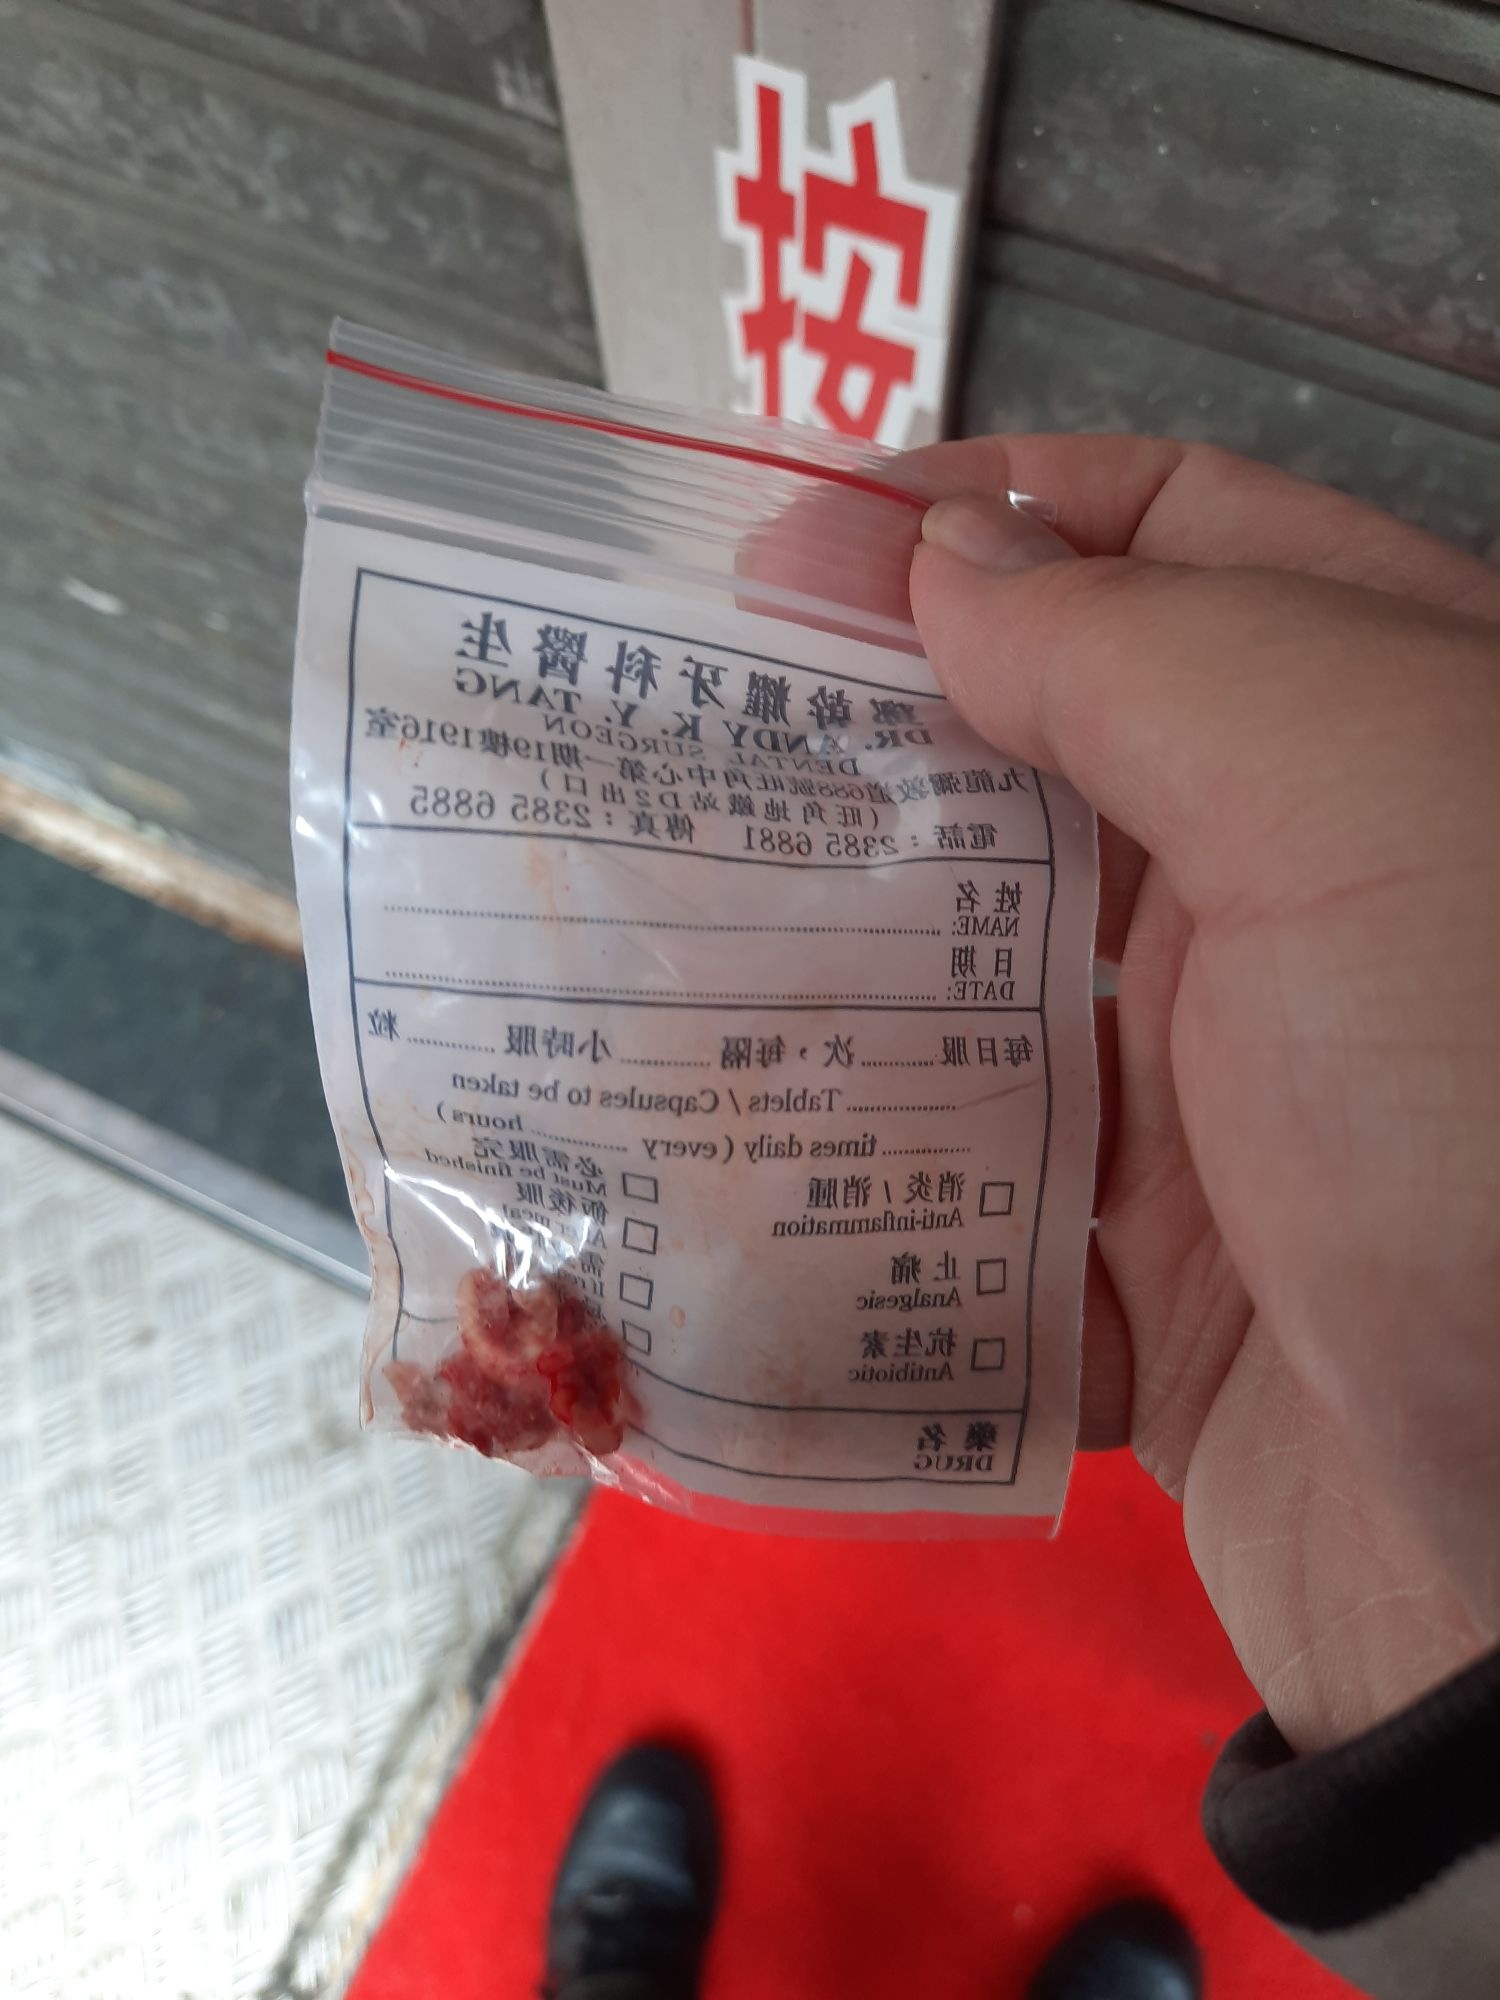 按
鄧幹耀牙科醫生
DR. ANDY K. Y. TANG
DENTAL SURGEON
九龍彌敦道688號旺角中心第一期19樓1916室
(旺角地鐵站D2出口)
電話：2385 6881 傳真：2385 6885
姓名
NAME:
日期
DATE:
每日服............次，每隔............小時服............粒
............Tablets / Capsules to be taken
............times daily ( every ............ hours )
□ 消炎 / 消腫 □ 必需服完
Anti-inflammation Must be finished
□ 飯後服
□ 止痛 □
Analgesic
□ 抗生素 □
Antibiotic
藥名
DRUG